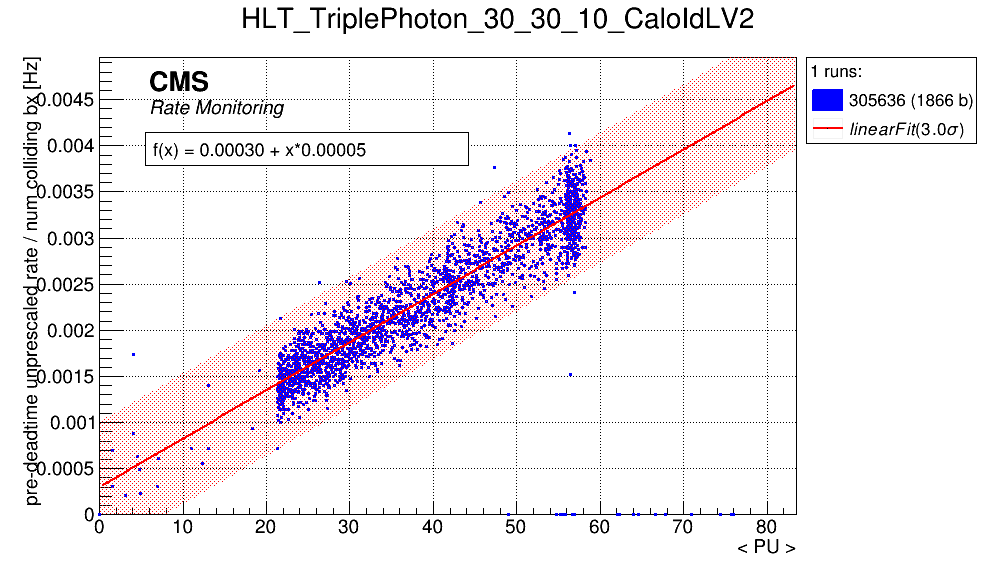 HLT_TriplePhoton_30_30_10_CaloIdLV2
pre-deadtime unprescaled rate / num colliding bx [Hz]
CMS
Rate Monitoring
f(x) = 0.00030 + x*0.00005
1 runs:
305636 (1866 b)
linearFit(3.0σ)
0.0045
0.004
0.0035
0.003
0.0025
0.002
0.0015
0.001
0.0005
0
0 10 20 30 40 50 60 70 80
< PU >